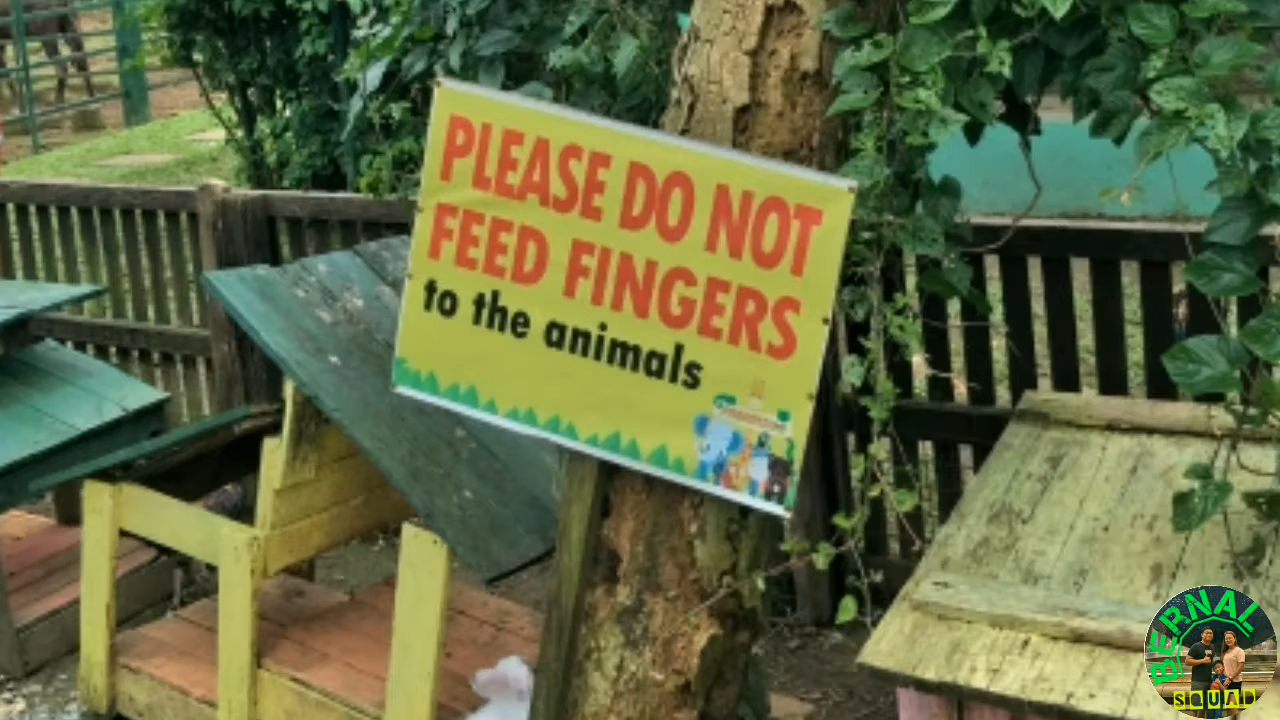 PLEASE DO NOT
FEED FINGERS
to the animals
BERNAL
SQUAD